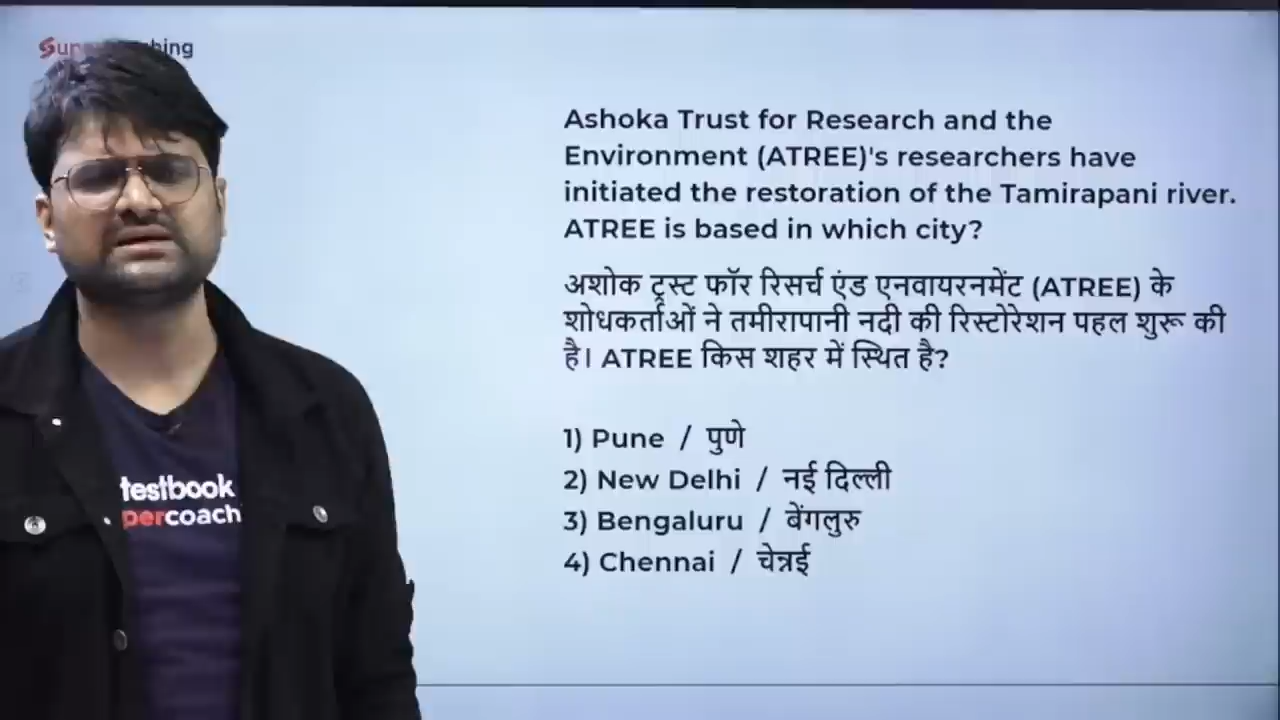 Ashoka Trust for Research and the
Environment (ATREE)'s researchers have
initiated the restoration of the Tamirapani river.
ATREE is based in which city?
अशोक ट्रस्ट फॉर रिसर्च एंड एनवायरनमेंट (ATREE) के
शोधकर्ताओं ने तमीरापानी नदी की रिस्टोरेशन पहल शुरू की
है। ATREE किस शहर में स्थित है?
1) Pune / पुणे
2) New Delhi / नई दिल्ली
3) Bengaluru / बेंगलुरु
4) Chennai / चेन्नई
testbook
percoach